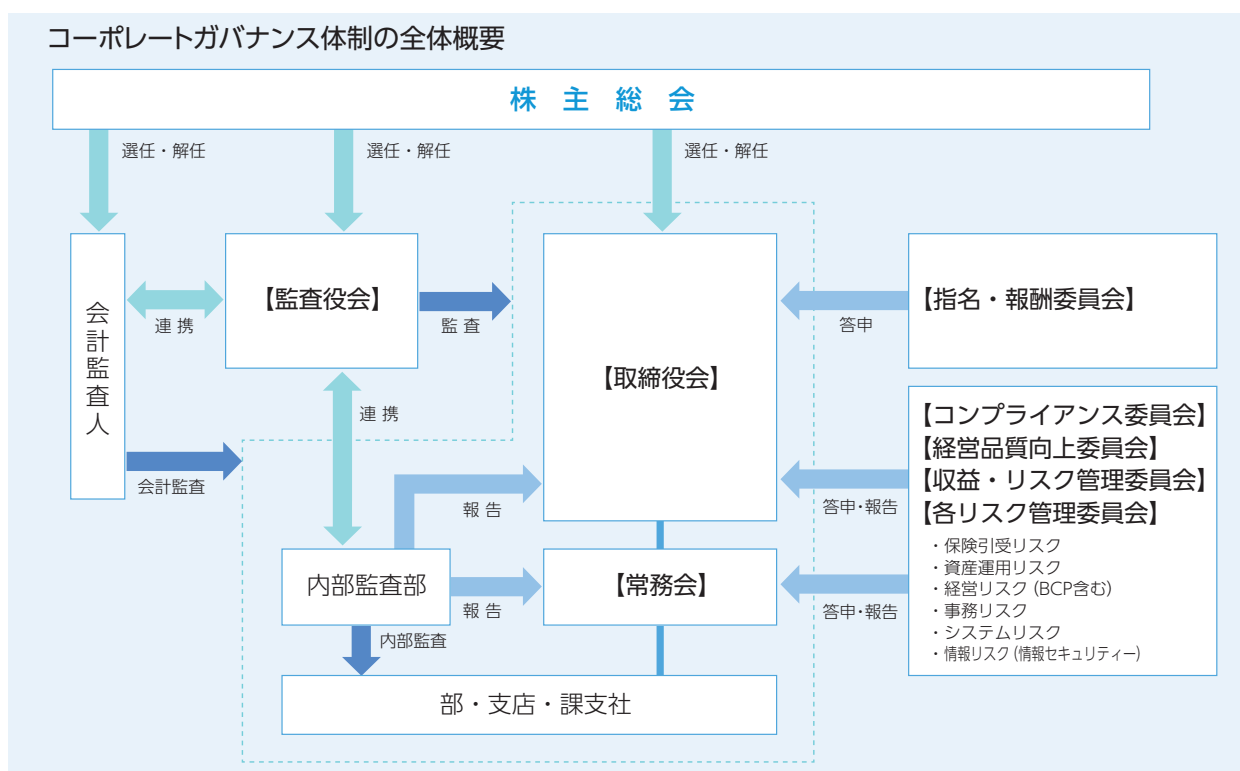 コーポレートガバナンス体制の全体概要
株主総会
選任・解任
選任・解任
選任・解任
会計監査人
連携
【監査役会】
監査
【取締役会】
答申
【指名・報酬委員会】
連携
会計監査
報告
答申・報告
【コンプライアンス委員会】
【経営品質向上委員会】
【収益・リスク管理委員会】
【各リスク管理委員会】
・保険引受リスク
・資産運用リスク
・経営リスク(BCP含む)
・事務リスク
・システムリスク
・情報リスク(情報セキュリティー)
内部監査部
報告
【常務会】
答申・報告
内部監査
部・支店・課支社